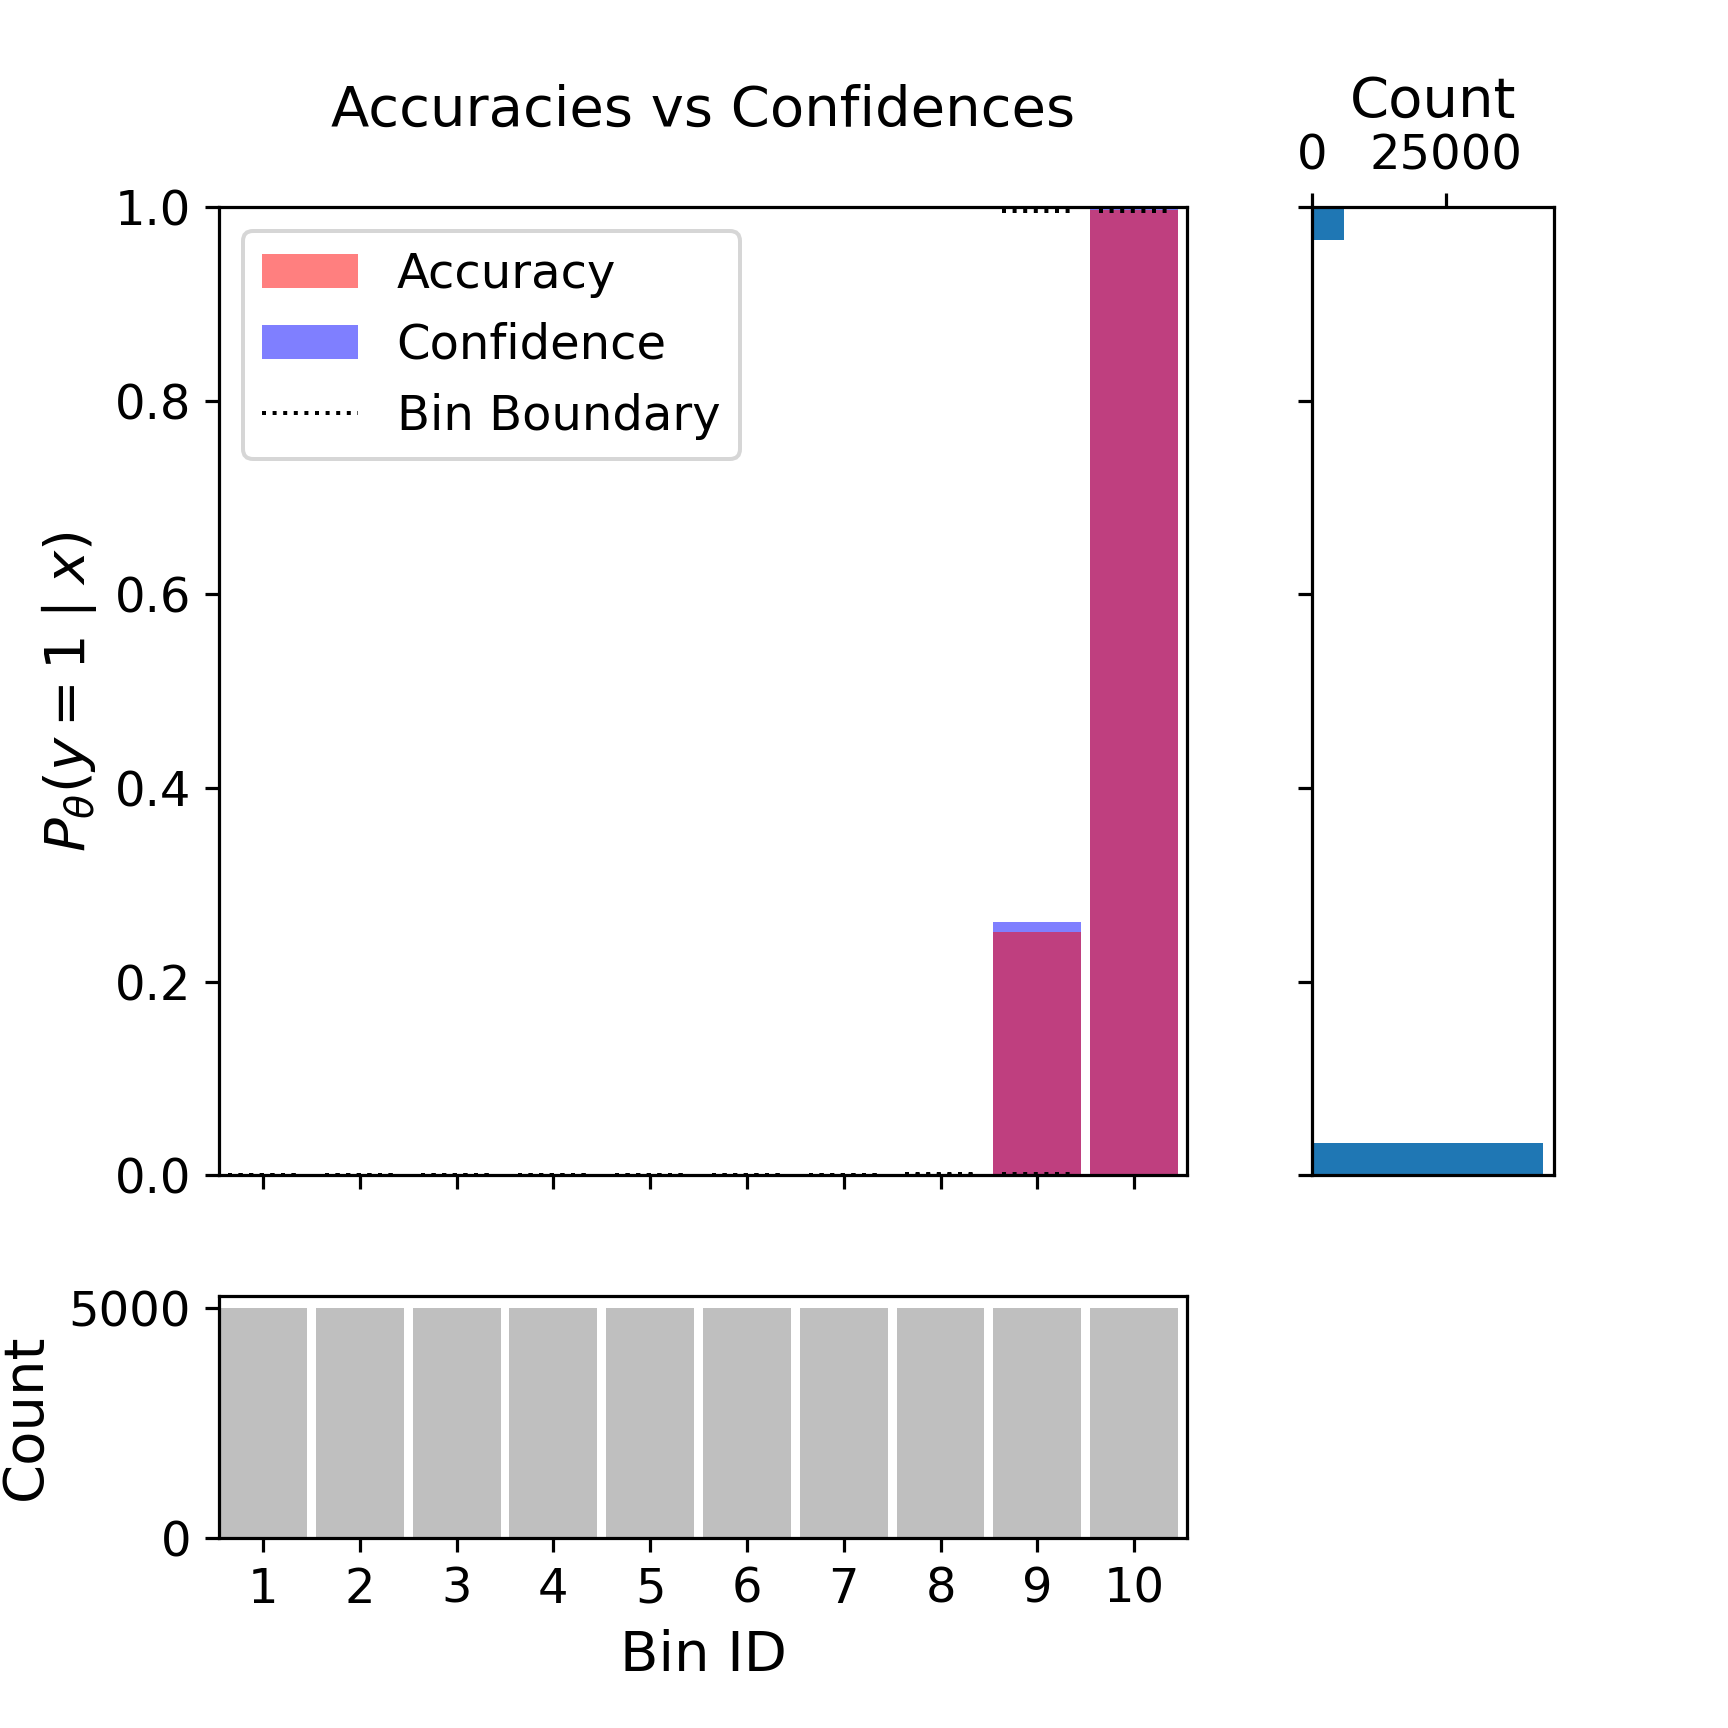 Accuracies vs Confidences
Count
0 25000
1.0
0.8
0.6
0.4
0.2
0.0
P_θ(y = 1 | x)
Accuracy
Confidence
Bin Boundary
5000
0
Count
1 2 3 4 5 6 7 8 9 10
Bin ID